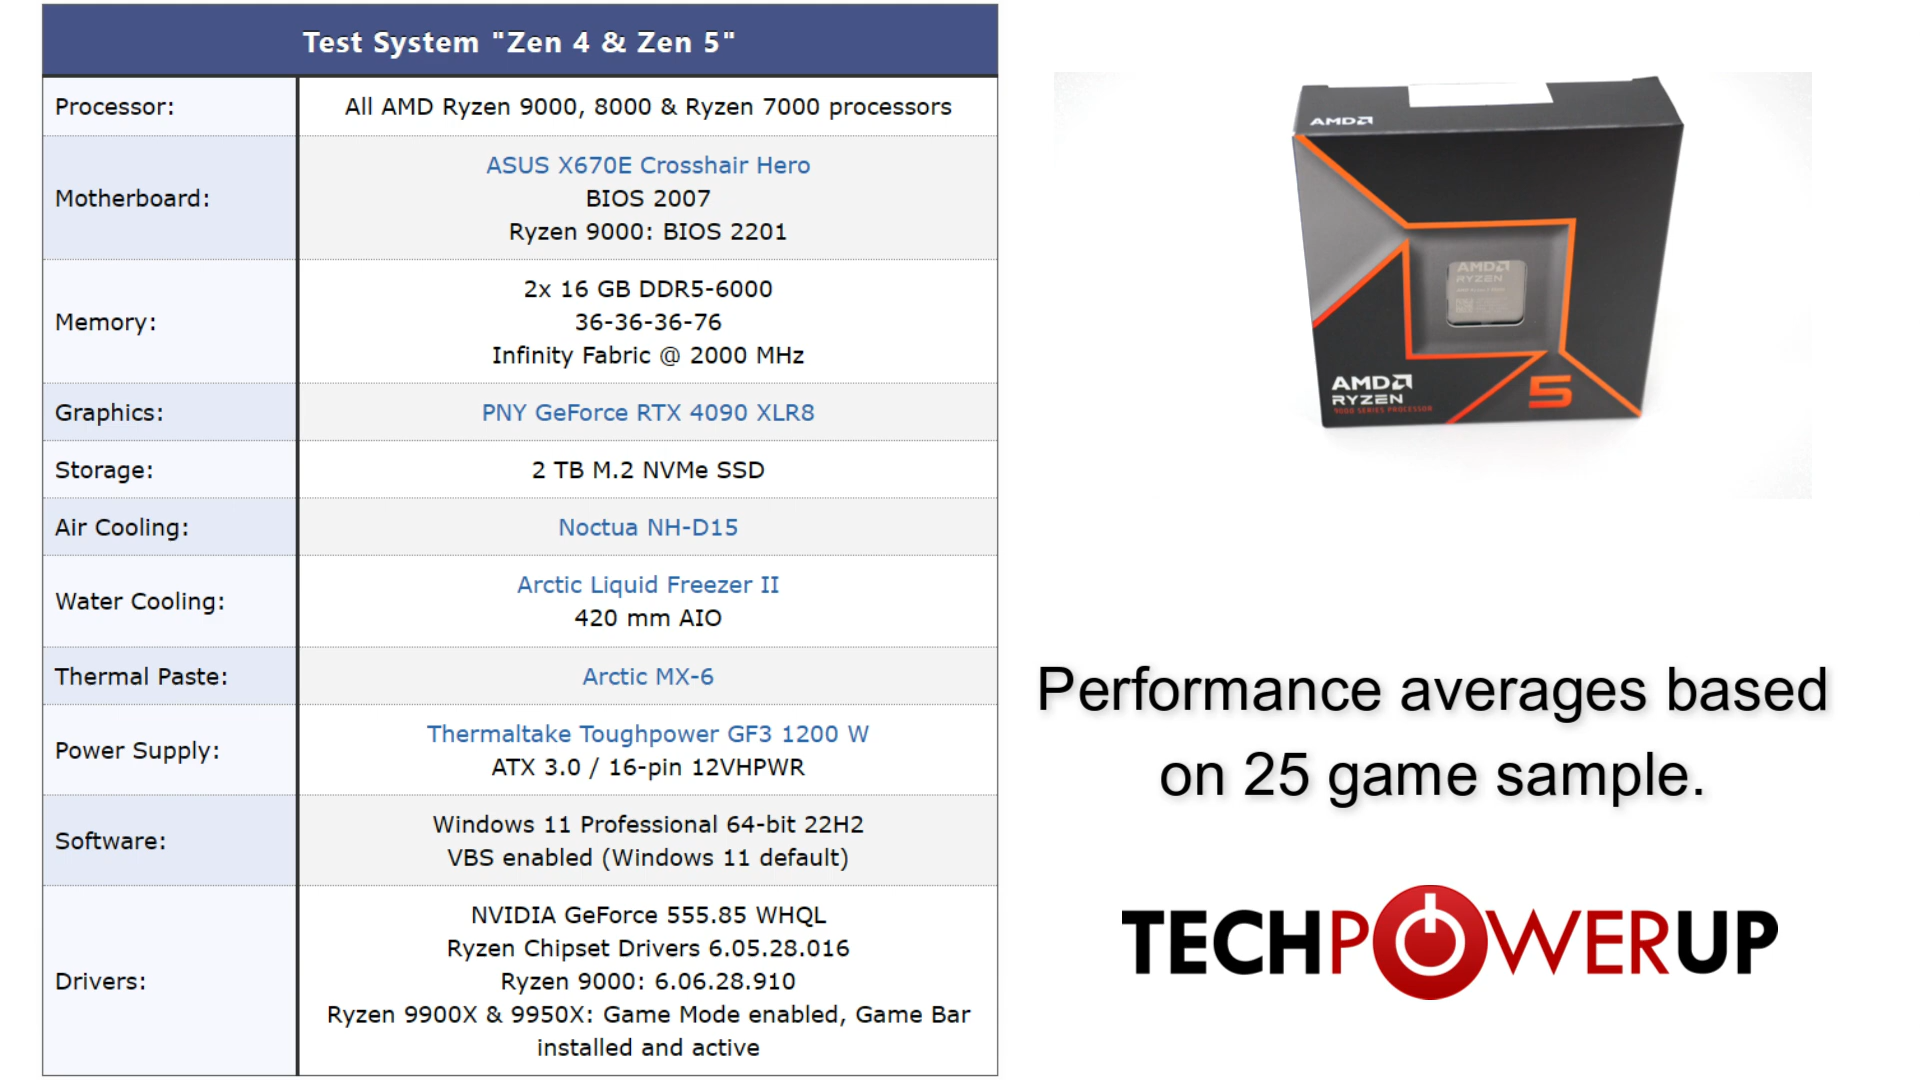 Test System "Zen 4 & Zen 5"
Processor:
All AMD Ryzen 9000, 8000 & Ryzen 7000 processors
Motherboard:
ASUS X670E Crosshair Hero
BIOS 2007
Ryzen 9000: BIOS 2201
Memory:
2x 16 GB DDR5-6000
36-36-36-76
Infinity Fabric @ 2000 MHz
Graphics:
PNY GeForce RTX 4090 XLR8
Storage:
2 TB M.2 NVMe SSD
Air Cooling:
Noctua NH-D15
Water Cooling:
Arctic Liquid Freezer II
420 mm AIO
Thermal Paste:
Arctic MX-6
Power Supply:
Thermaltake Toughpower GF3 1200 W
ATX 3.0 / 16-pin 12VHPWR
Software:
Windows 11 Professional 64-bit 22H2
VBS enabled (Windows 11 default)
Drivers:
NVIDIA GeForce 555.85 WHQL
Ryzen Chipset Drivers 6.05.28.016
Ryzen 9000: 6.06.28.910
Ryzen 9900X & 9950X: Game Mode enabled, Game Bar
installed and active
AMD
AMD
RYZEN
AMD
RYZEN
9000 SERIES PROCESSOR
5
Performance averages based
on 25 game sample.
TECHPOWERUP